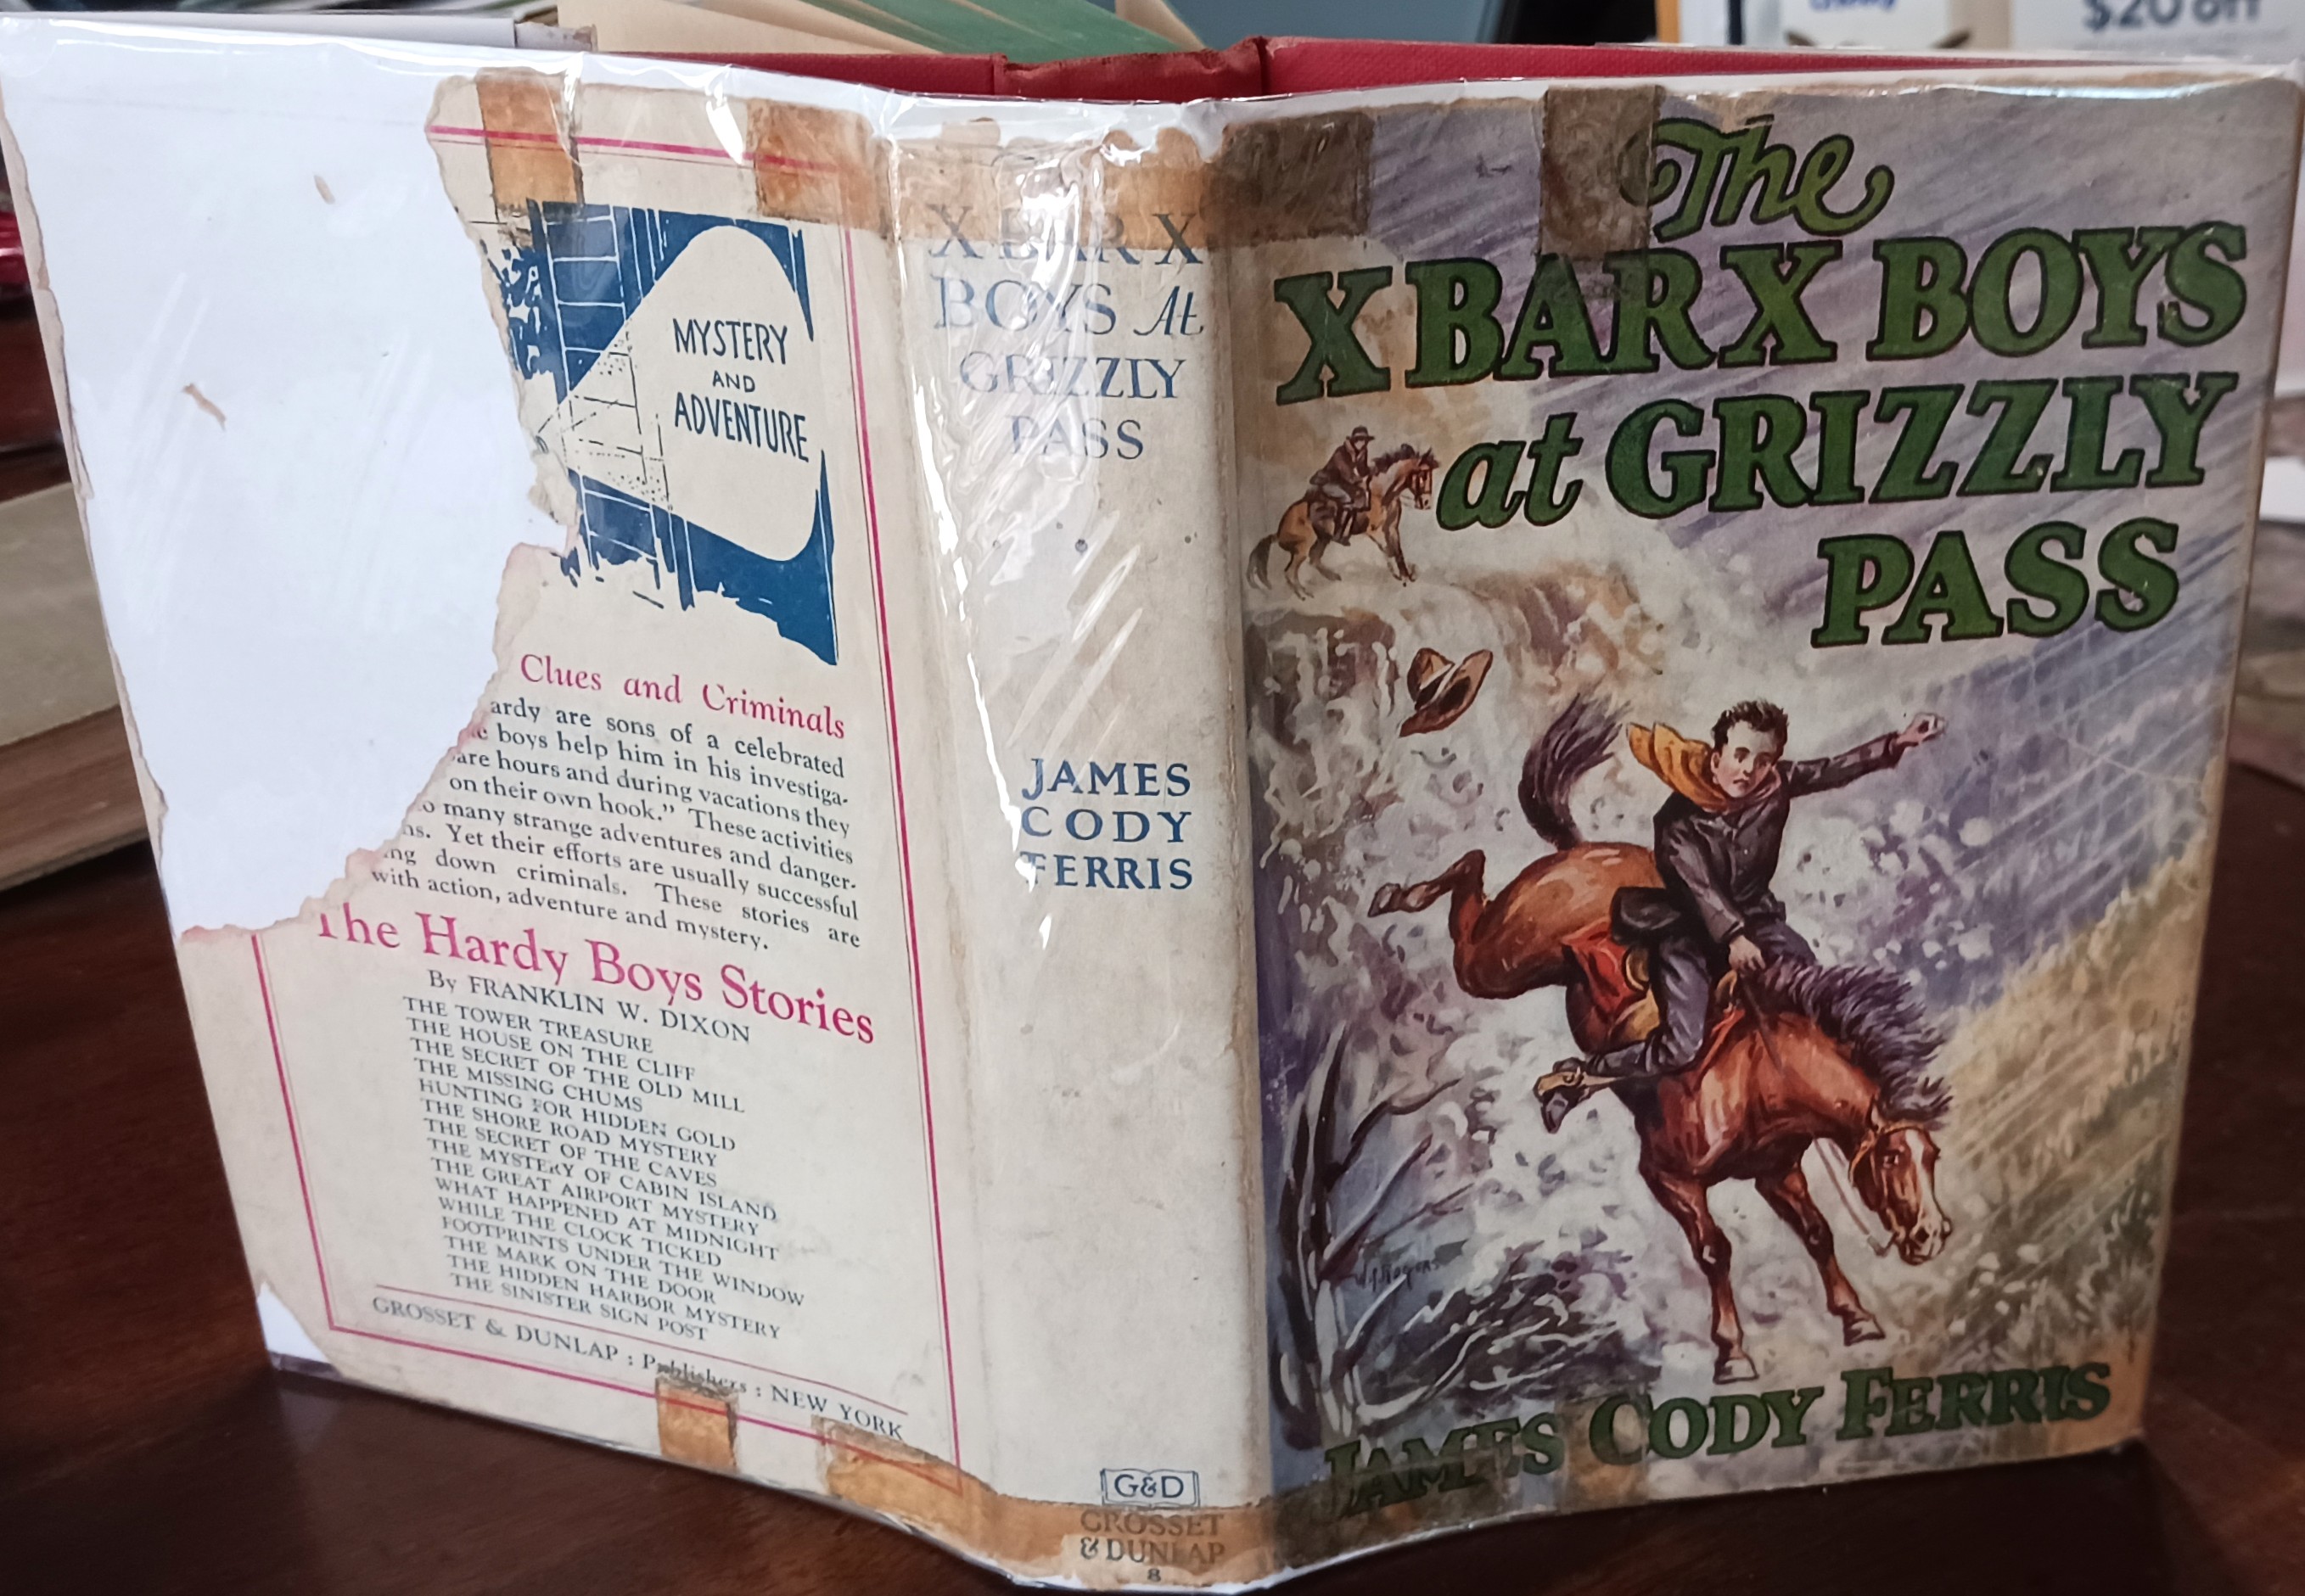 $20 off
MYSTERY
AND
ADVENTURE
Clues and Criminals
ardy are sons of a celebrated
e boys help him in his investiga-
are hours and during vacations they
on their own hook." These activities
o many strange adventures and danger-
ns. Yet their efforts are usually successful
ng down criminals. These stories are
with action, adventure and mystery.
The Hardy Boys Stories
By FRANKLIN W. DIXON
THE TOWER TREASURE
THE HOUSE ON THE CLIFF
THE SECRET OF THE OLD MILL
THE MISSING CHUMS
HUNTING FOR HIDDEN GOLD
THE SHORE ROAD MYSTERY
THE SECRET OF THE CAVES
THE MYSTERY OF CABIN ISLAND
THE GREAT AIRPORT MYSTERY
WHAT HAPPENED AT MIDNIGHT
WHILE THE CLOCK TICKED
FOOTPRINTS UNDER THE WINDOW
THE MARK ON THE DOOR
THE HIDDEN HARBOR MYSTERY
THE SINISTER SIGN POST
GROSSET & DUNLAP : Publishers : NEW YORK
X BAR X
BOYS At
GRIZZLY
PASS
JAMES
CODY
FERRIS
G&D
GROSSET
& DUNLAP
8
The
X BAR X BOYS
at GRIZZLY
PASS
W.J. ROGERS
JAMES CODY FERRIS